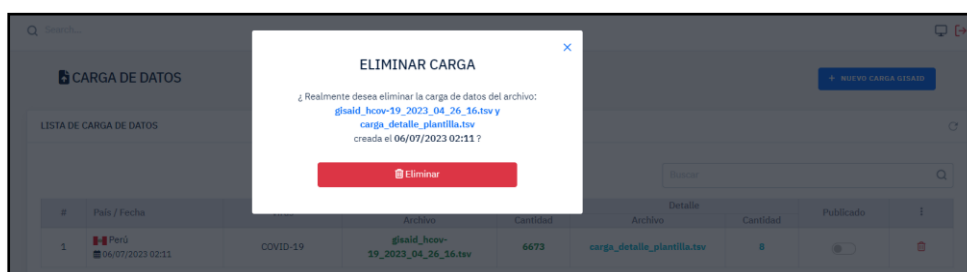 Search...
ELIMINAR CARGA
CARGA DE DATOS
+ NUEVO CARGA GISAID
¿ Realmente desea eliminar la carga de datos del archivo:
gisaid_hcov-19_2023_04_26_16.tsv y
carga_detalle_plantilla.tsv
creada el 06/07/2023 02:11 ?
LISTA DE CARGA DE DATOS
Eliminar
Buscar
# País / Fecha Archivo Cantidad Detalle Archivo Cantidad Publicado
1 Perú COVID-19 gisaid_hcov- 6673 carga_detalle_plantilla.tsv 8
06/07/2023 02:11 19_2023_04_26_16.tsv